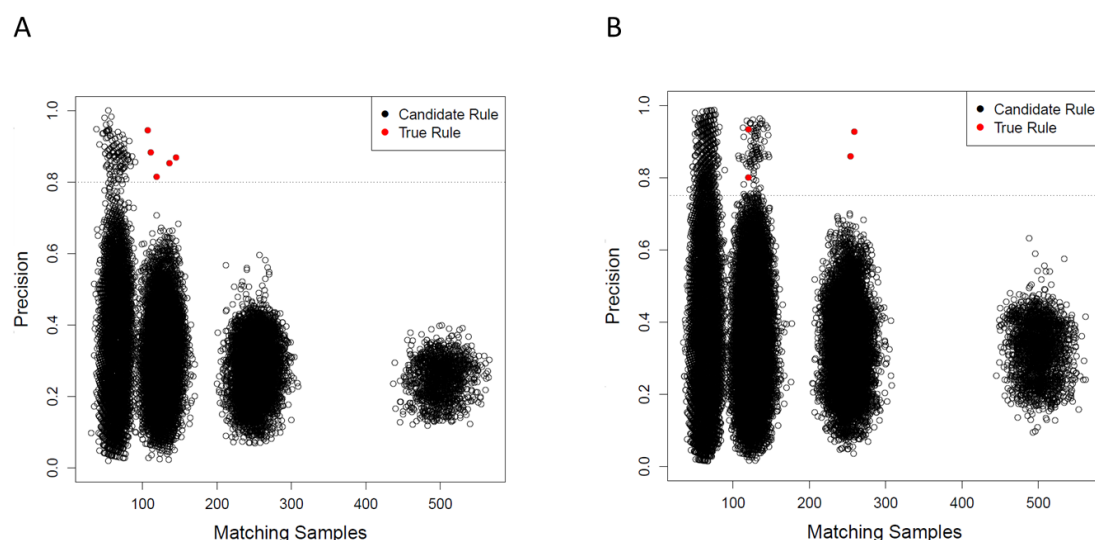 A
B
Candidate Rule
True Rule
Precision
0.0 0.2 0.4 0.6 0.8 1.0
100 200 300 400 500
Matching Samples
Candidate Rule
True Rule
Precision
0.0 0.2 0.4 0.6 0.8 1.0
100 200 300 400 500
Matching Samples